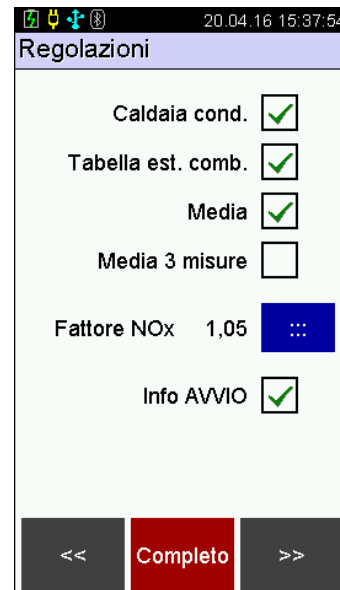 20.04.16 15:37:54
Regolazioni
Caldaia cond.
Tabella est. comb.
Media
Media 3 misure
Fattore NOx 1,05 :::
Info AVVIO
<< Completo >>